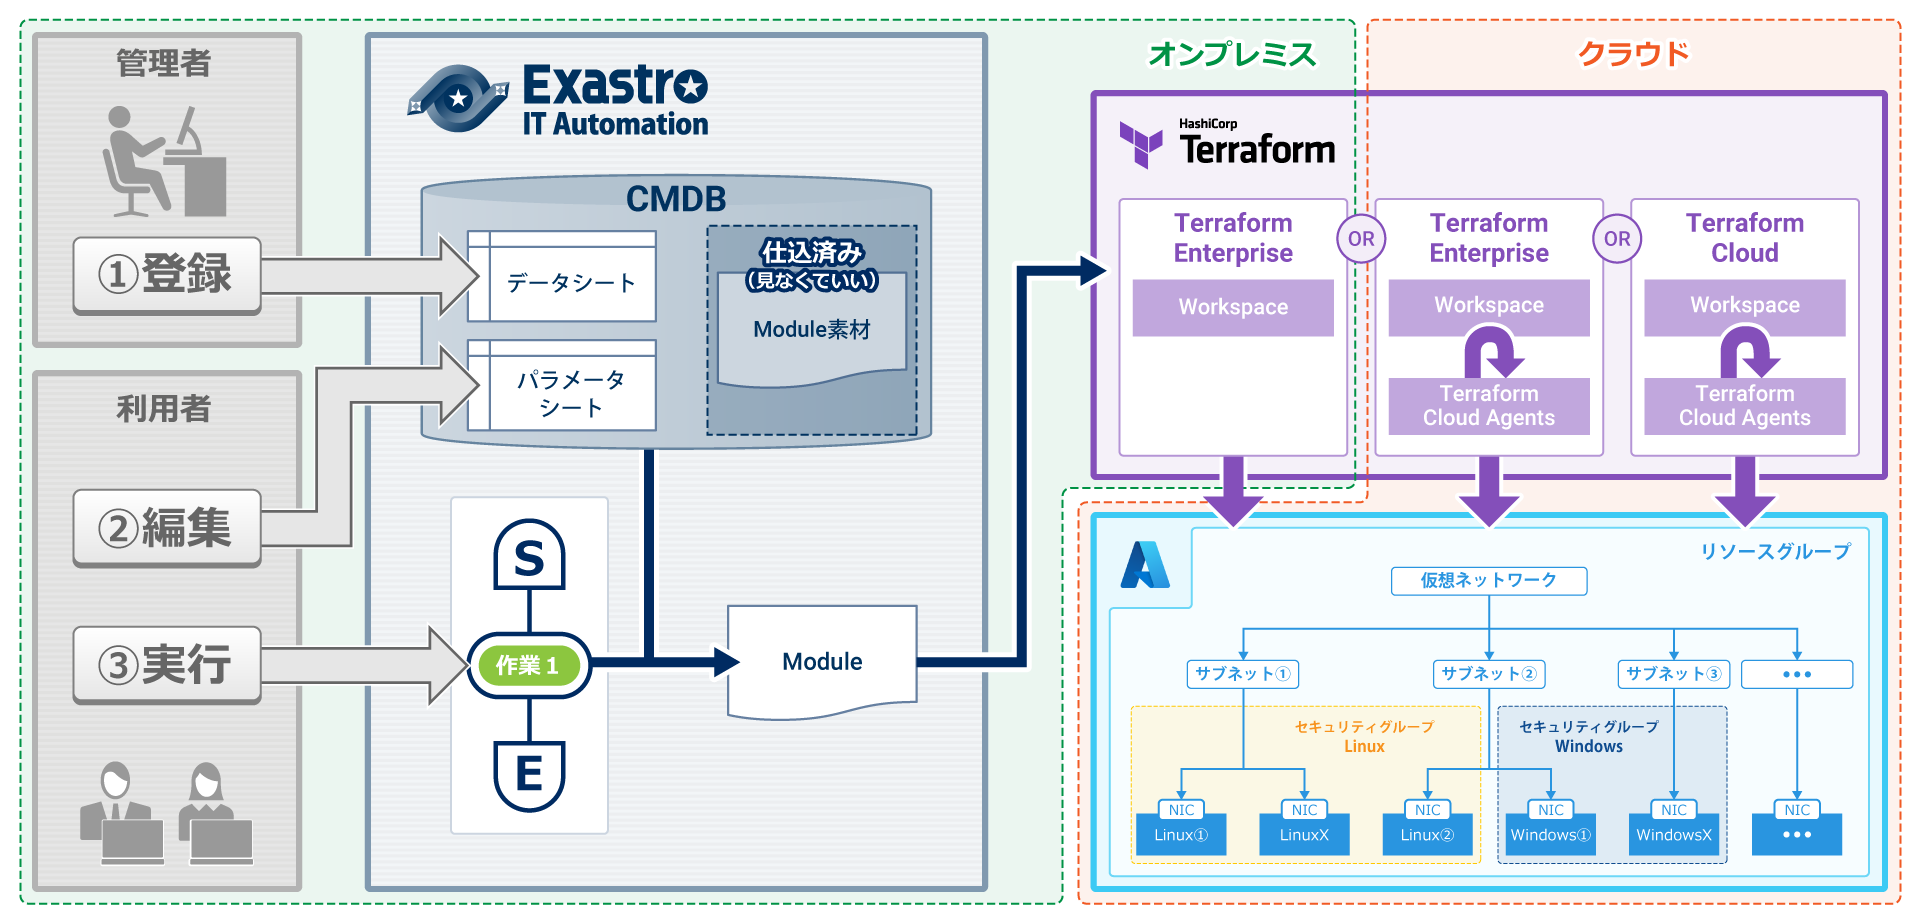 管理者
①登録
利用者
②編集
③実行
Exastro
IT Automation
CMDB
データシート
パラメータ
シート
仕込済み
(見なくていい)
Module素材
S
作業1
E
Module
オンプレミス
クラウド
HashiCorp
Terraform
Terraform
Enterprise
Workspace
OR
Terraform
Enterprise
Workspace
Terraform
Cloud Agents
OR
Terraform
Cloud
Workspace
Terraform
Cloud Agents
リソースグループ
仮想ネットワーク
サブネット①
サブネット②
サブネット③
•••
セキュリティグループ
Linux
セキュリティグループ
Windows
NIC
Linux①
NIC
LinuxX
NIC
Linux②
NIC
Windows①
NIC
WindowsX
NIC
•••